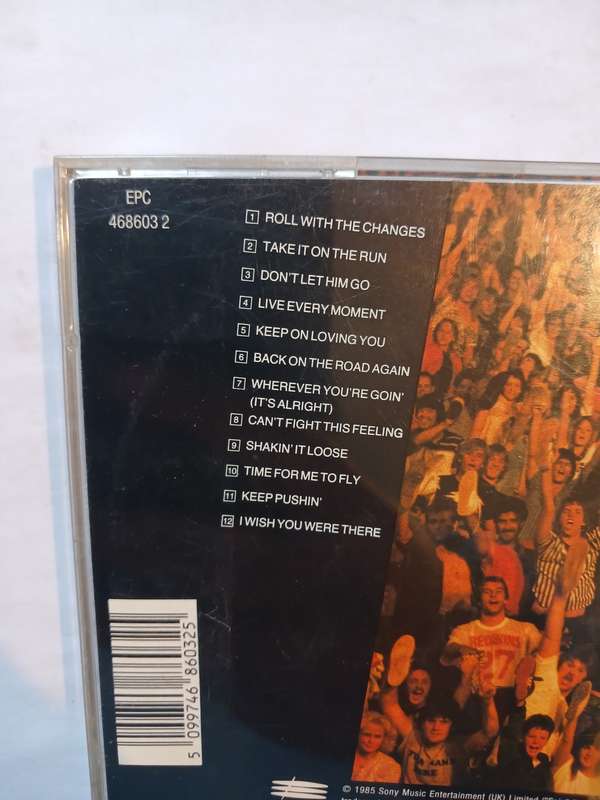 EPC
468603 2
1 ROLL WITH THE CHANGES
2 TAKE IT ON THE RUN
3 DON'T LET HIM GO
4 LIVE EVERY MOMENT
5 KEEP ON LOVING YOU
6 BACK ON THE ROAD AGAIN
7 WHEREVER YOU'RE GOIN'
(IT'S ALRIGHT)
8 CAN'T FIGHT THIS FEELING
9 SHAKIN' IT LOOSE
10 TIME FOR ME TO FLY
11 KEEP PUSHIN'
12 I WISH YOU WERE THERE
5 099746 860325
REDSKINS
17
© 1985 Sony Music Entertainment (UK) Limited